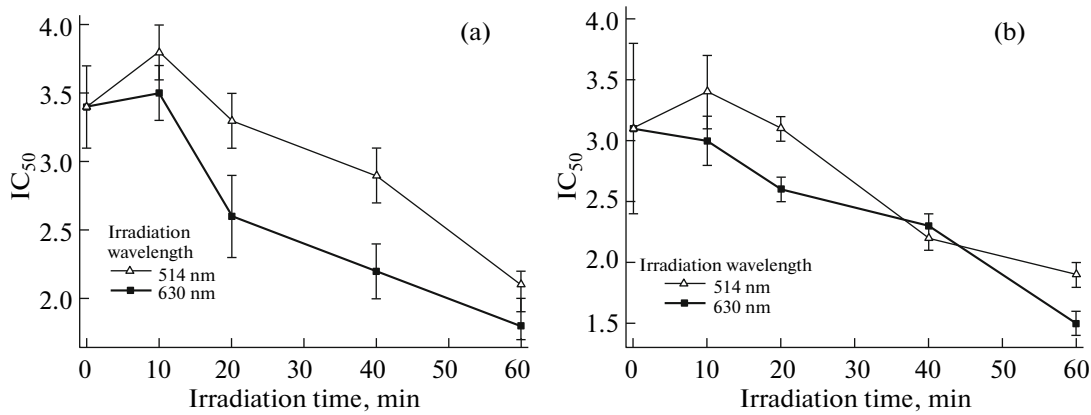 (a)
4.0
3.5
3.0
2.5
2.0
IC50
Irradiation
wavelength
514 nm
630 nm
0 10 20 30 40 50 60
Irradiation time, min
(b)
4.0
3.5
3.0
2.5
2.0
1.5
IC50
Irradiation wavelength
514 nm
630 nm
0 10 20 30 40 50 60
Irradiation time, min